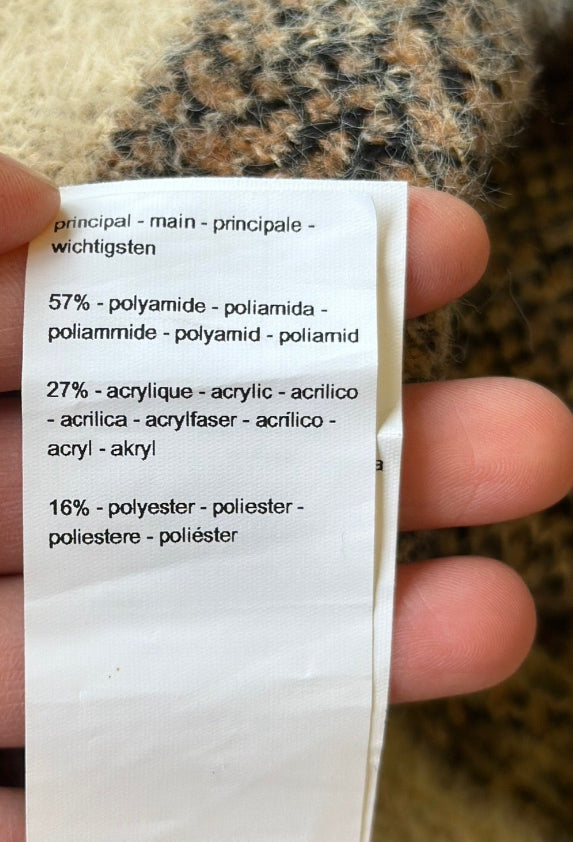 principal - main - principale -
wichtigsten
57% - polyamide - poliamida -
poliammide - polyamid - poliamid
27% - acrylique - acrylic - acrilico
- acrilica - acrylfaser - acrílico -
acryl - akryl
16% - polyester - poliester -
poliestere - poliéster
a